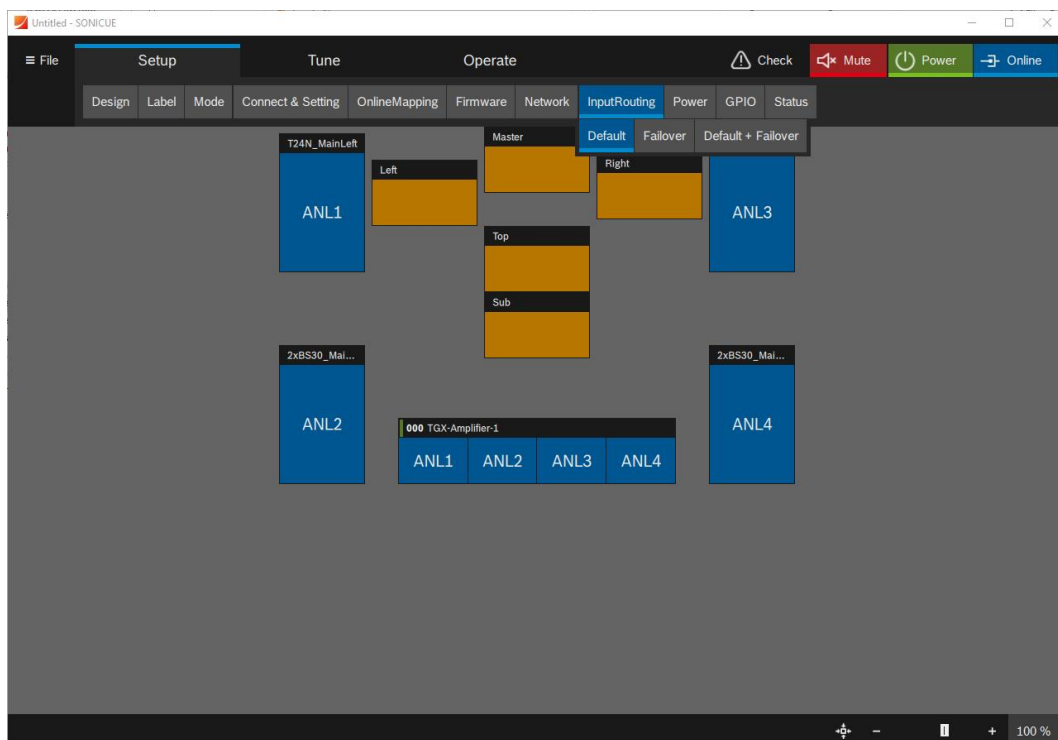 Untitled - SONICUE
≡ File Setup Tune Operate Check Mute Power Online
Design Label Mode Connect & Setting OnlineMapping Firmware Network InputRouting Power GPIO Status
Default Failover Default + Failover
T24N_MainLeft
Master
Left
Right
ANL1
ANL3
Top
Sub
2xBS30_Mai...
2xBS30_Mai...
ANL2
ANL4
000 TGX-Amplifier-1
ANL1 ANL2 ANL3 ANL4
− + 100 %